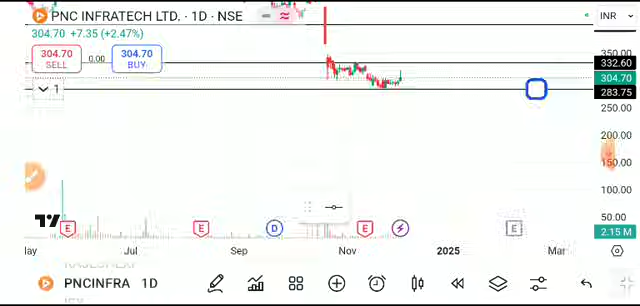 PNC INFRATECH LTD. · 1D · NSE
INR
304.70 +7.35 (+2.47%)
304.70 SELL
0.00
304.70 BUY
1
350.00
332.60
304.70
283.75
250.00
200.00
150.00
100.00
50.00
2.15 M
E
E
D
E
E
Jul
Sep
Nov
2025
Mar
PNCINFRA 1D